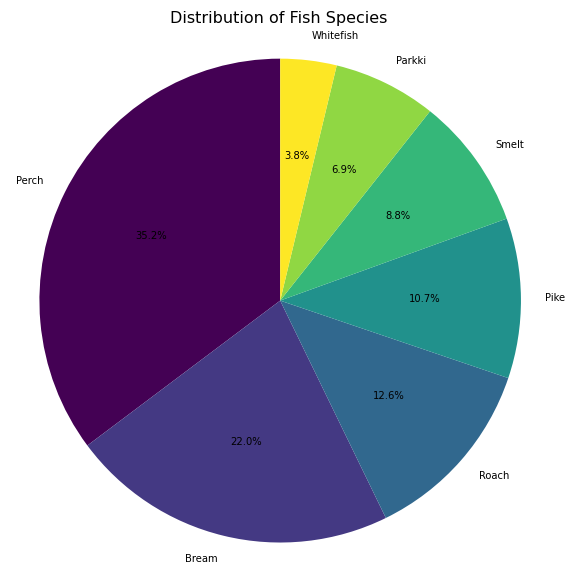 Distribution of Fish Species
Whitefish
Parkki
Smelt
Perch
Pike
Roach
Bream
3.8%
6.9%
8.8%
35.2%
10.7%
12.6%
22.0%